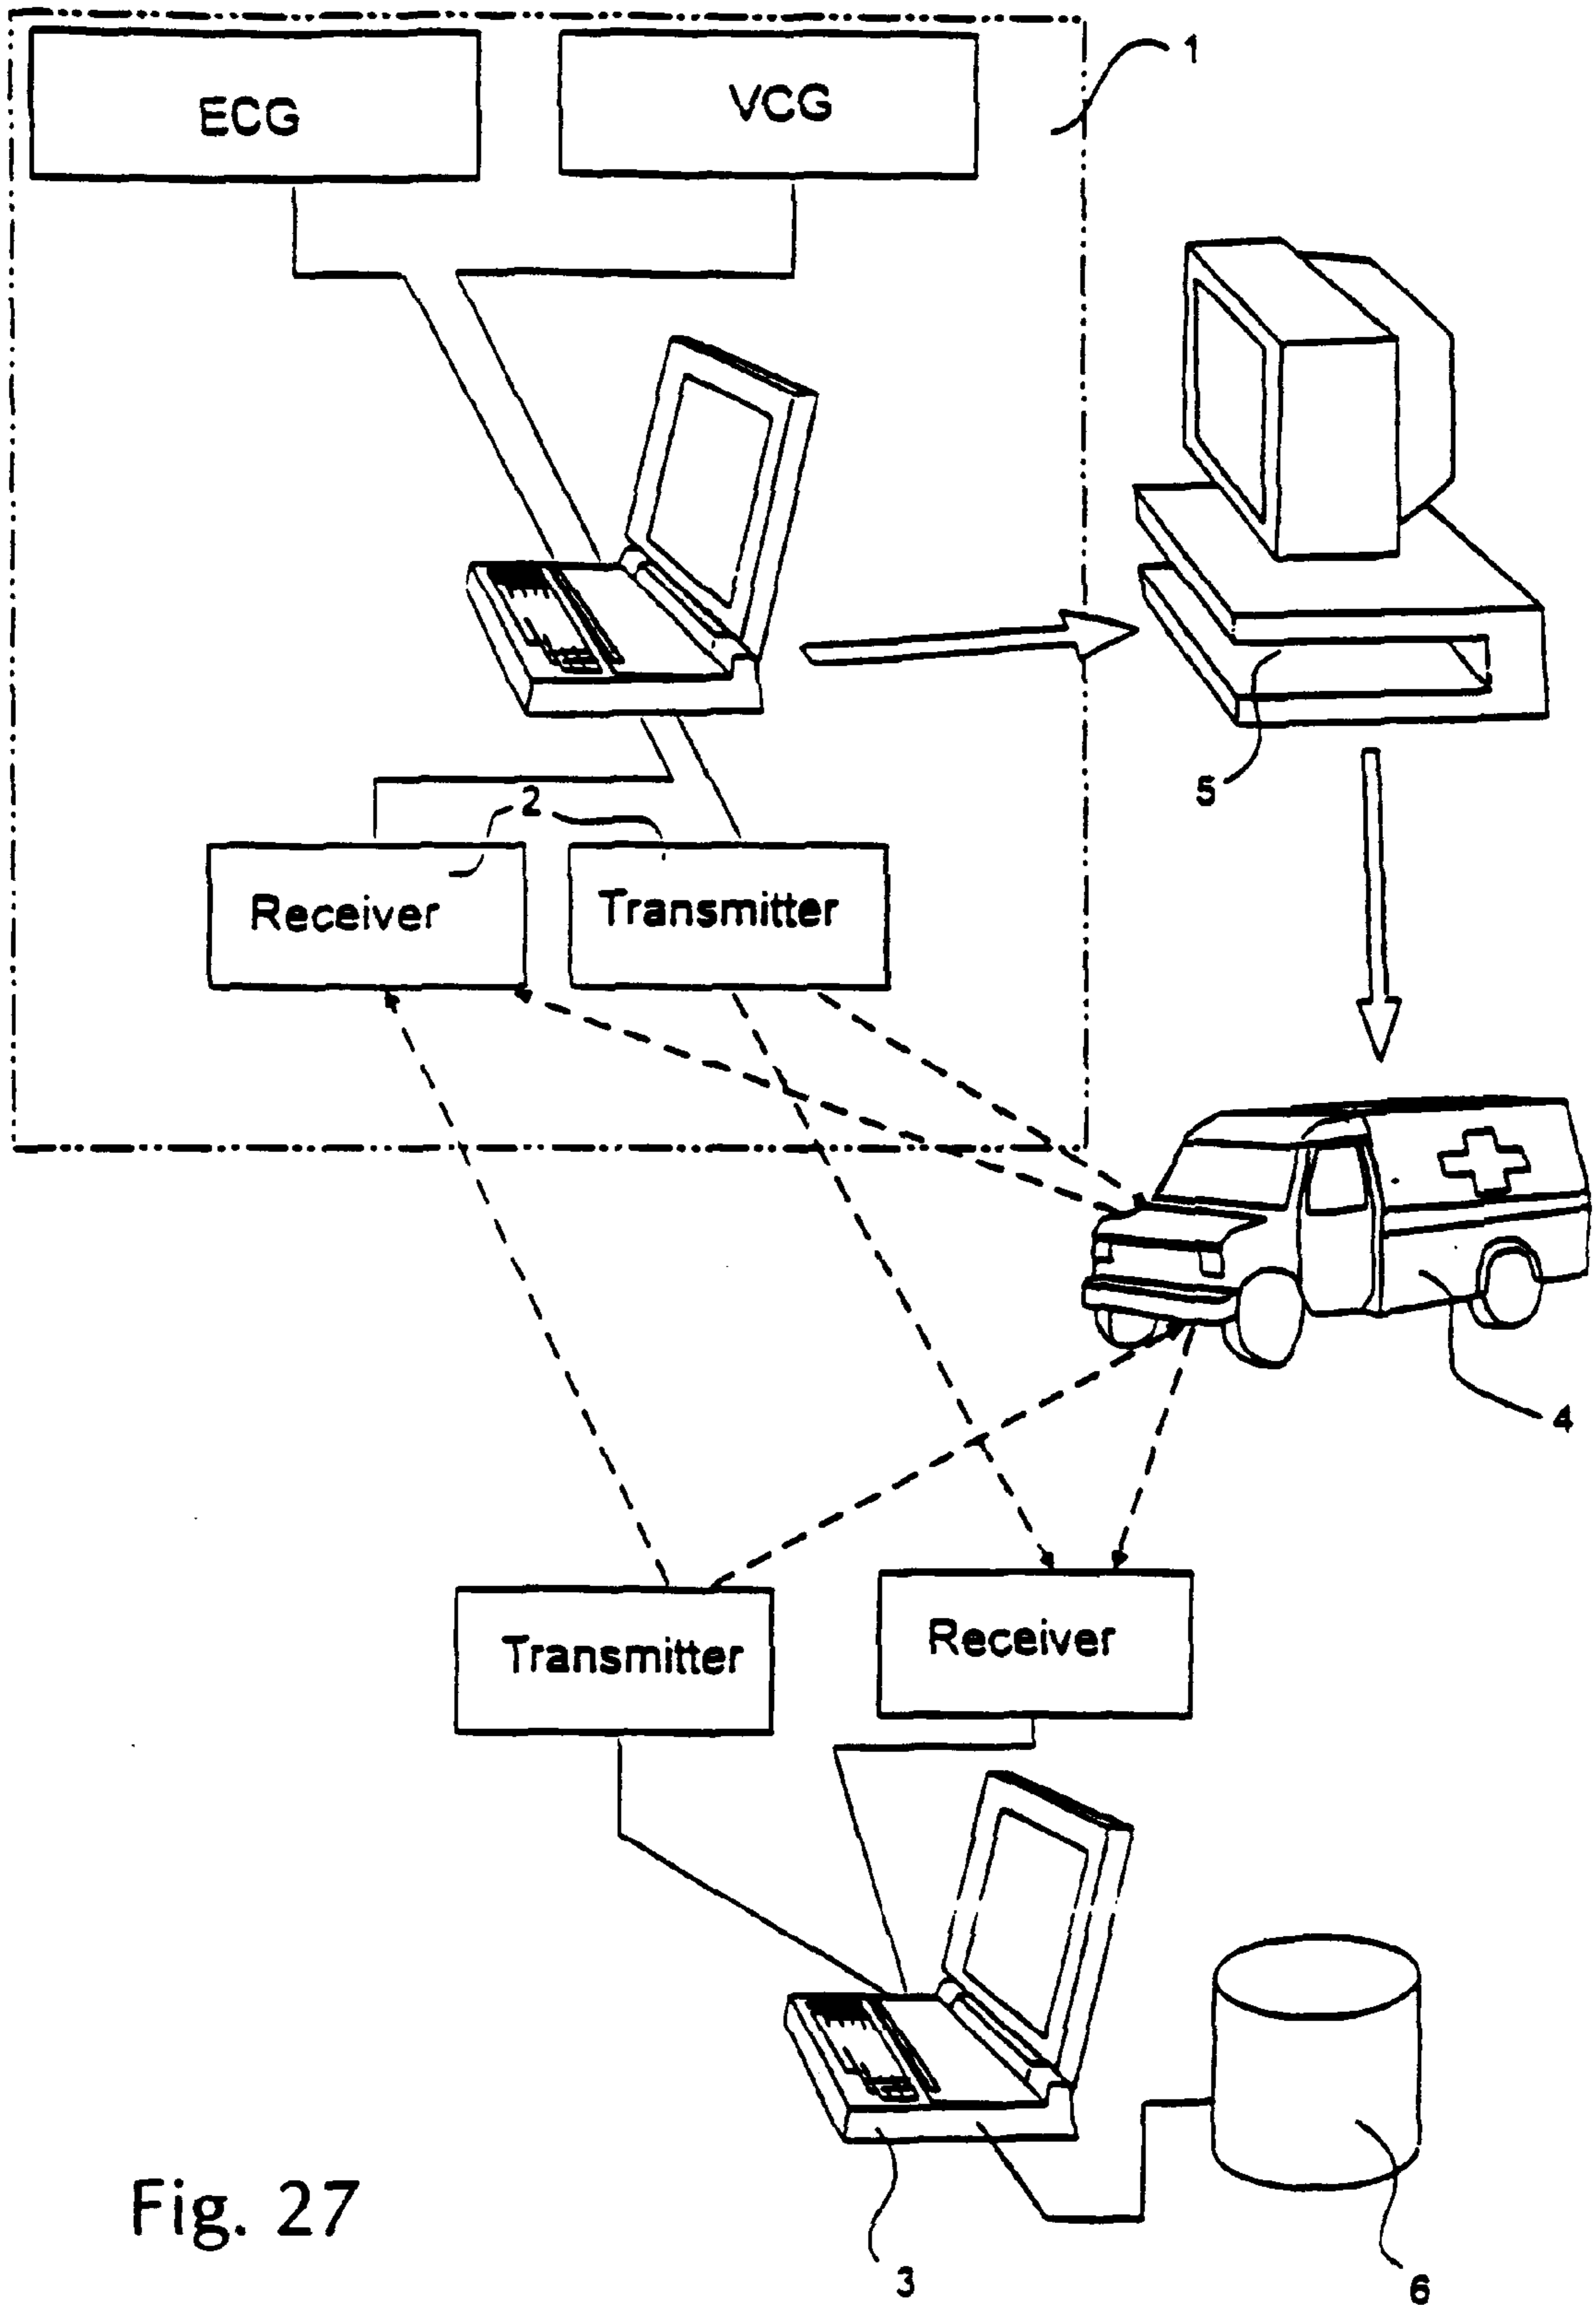 1
ECG
VCG
5
2
Receiver
Transmitter
4
Transmitter
Receiver
Fig. 27
3
6